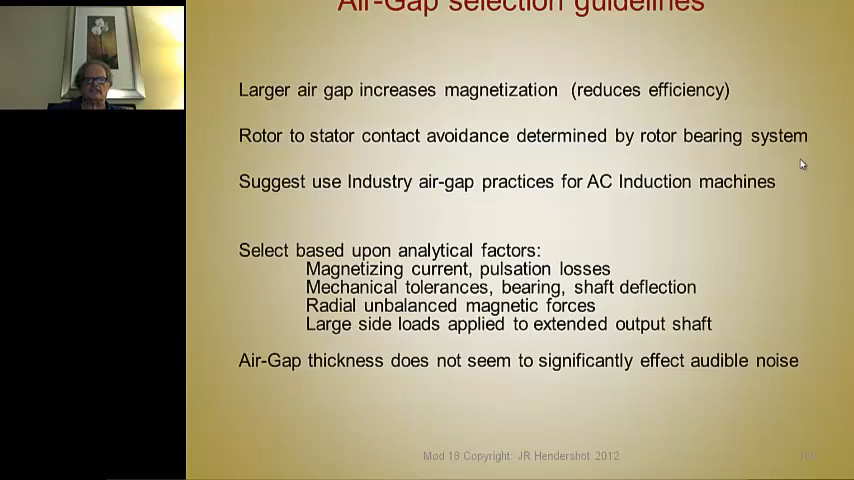 Air-Gap selection guidelines
Larger air gap increases magnetization (reduces efficiency)
Rotor to stator contact avoidance determined by rotor bearing system
Suggest use Industry air-gap practices for AC Induction machines
Select based upon analytical factors:
Magnetizing current, pulsation losses
Mechanical tolerances, bearing, shaft deflection
Radial unbalanced magnetic forces
Large side loads applied to extended output shaft
Air-Gap thickness does not seem to significantly effect audible noise
Mod 18 Copyright: JR Hendershot 2012